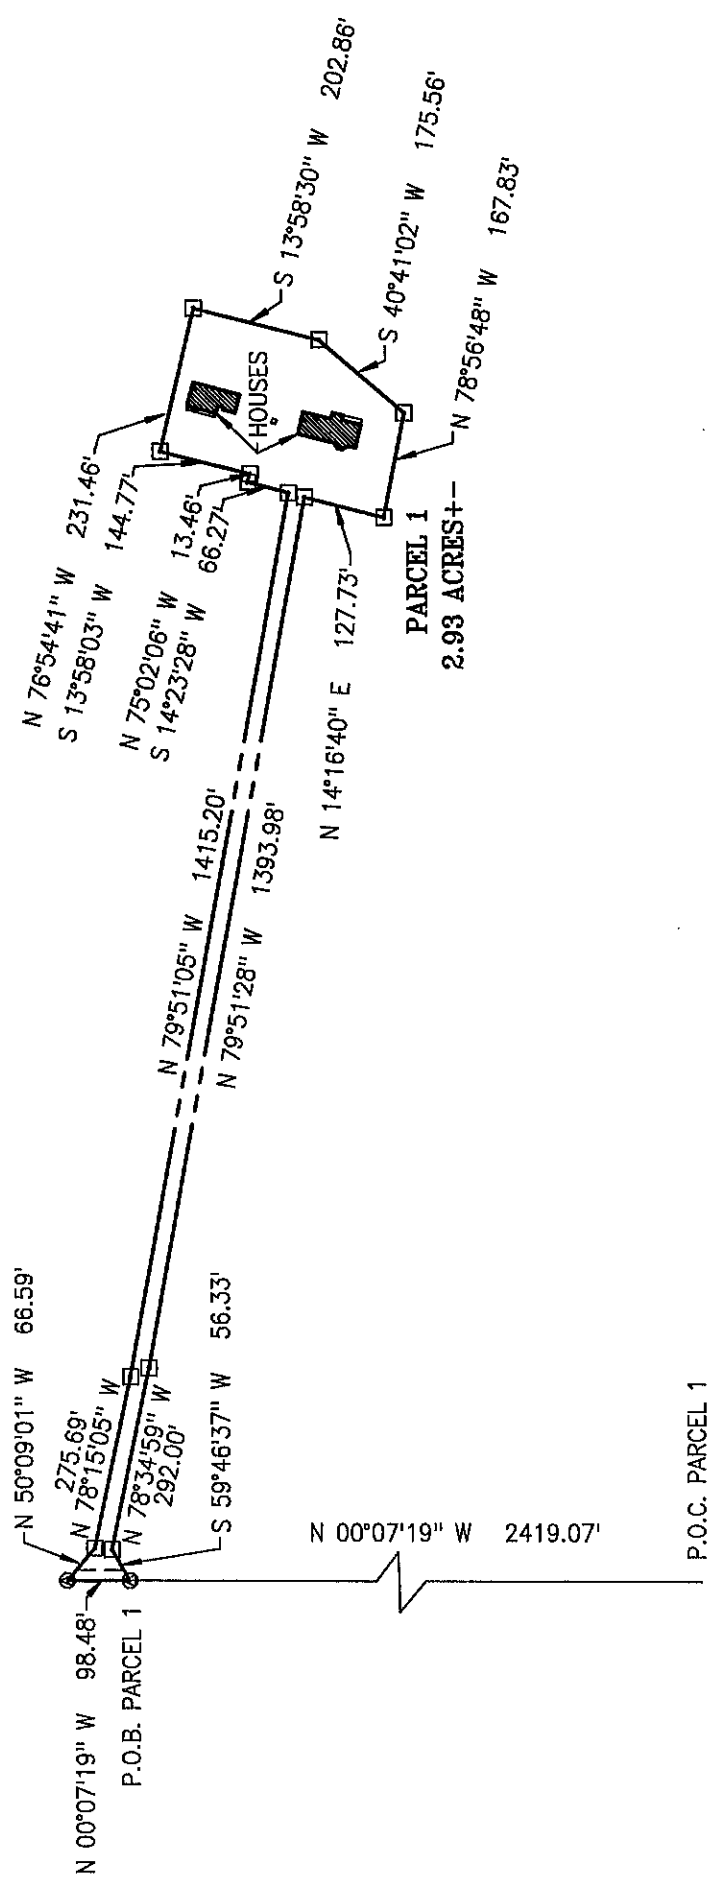 S 13°58'30" W 202.86'
S 40°41'02" W 175.56'
N 78°56'48" W 167.83'
HOUSES
N 76°54'41" W 231.46'
S 13°58'03" W 144.77'
N 75°02'06" W 13.46'
S 14°23'28" W 66.27'
PARCEL 1
2.93 ACRES+-
N 14°16'40" E 127.73'
N 79°51'05" W 1415.20'
N 79°51'28" W 1393.98'
N 50°09'01" W 66.59'
275.69'
N 78°15'05" W
N 78°34'59" W
292.00'
S 59°46'37" W 56.33'
N 00°07'19" W 2419.07'
P.O.C. PARCEL 1
N 00°07'19" W 98.48'
P.O.B. PARCEL 1